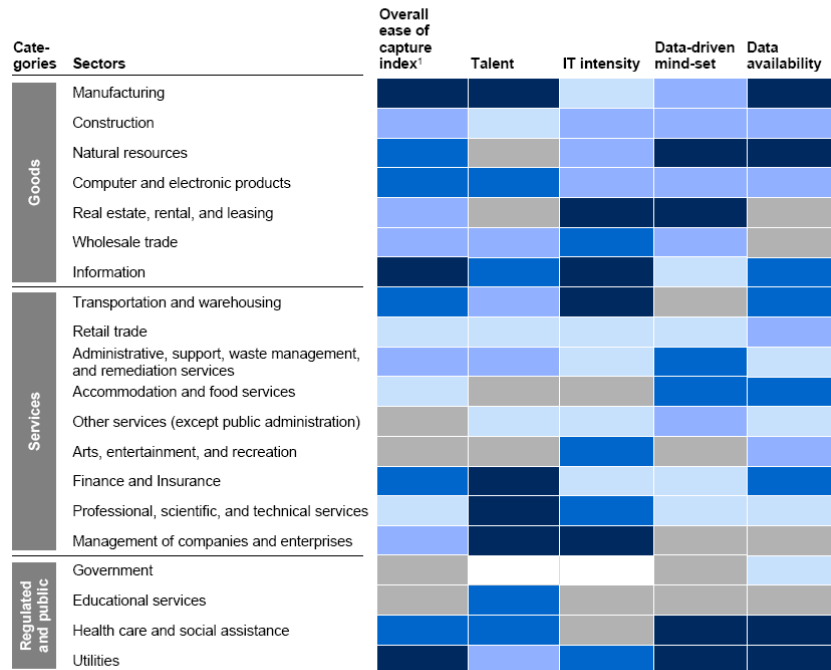 Cate-
gories
Sectors
Overall
ease of
capture
index¹
Talent
IT intensity
Data-driven
mind-set
Data
availability
Goods
Manufacturing
Construction
Natural resources
Computer and electronic products
Real estate, rental, and leasing
Wholesale trade
Information
Services
Transportation and warehousing
Retail trade
Administrative, support, waste management,
and remediation services
Accommodation and food services
Other services (except public administration)
Arts, entertainment, and recreation
Finance and Insurance
Professional, scientific, and technical services
Management of companies and enterprises
Regulated
and public
Government
Educational services
Health care and social assistance
Utilities